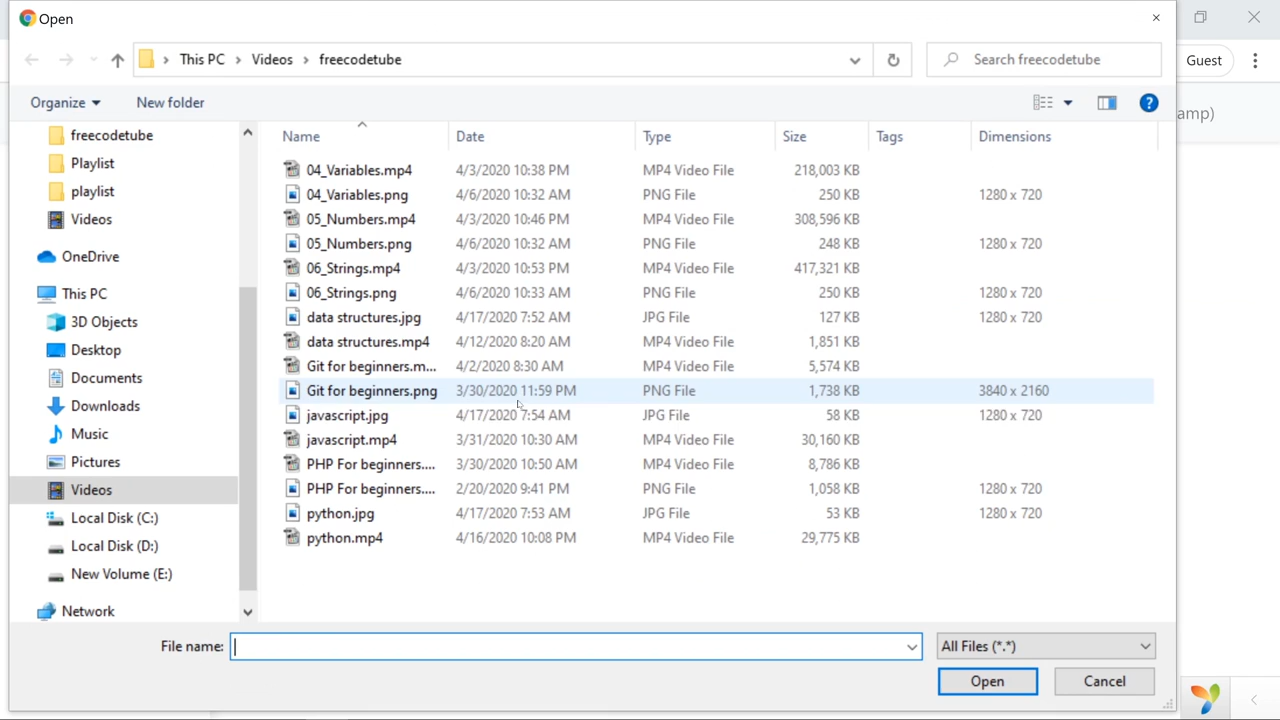 Open
This PC > Videos > freecodetube
Search freecodetube
Guest
Organize
New folder
amp)
freecodetube
Playlist
playlist
Videos
OneDrive
This PC
3D Objects
Desktop
Documents
Downloads
Music
Pictures
Videos
Local Disk (C:)
Local Disk (D:)
New Volume (E:)
Network
Name Date Type Size Tags Dimensions
04_Variables.mp4 4/3/2020 10:38 PM MP4 Video File 218,003 KB
04_Variables.png 4/6/2020 10:32 AM PNG File 250 KB 1280 x 720
05_Numbers.mp4 4/3/2020 10:46 PM MP4 Video File 308,596 KB
05_Numbers.png 4/6/2020 10:32 AM PNG File 248 KB 1280 x 720
06_Strings.mp4 4/3/2020 10:53 PM MP4 Video File 417,321 KB
06_Strings.png 4/6/2020 10:33 AM PNG File 250 KB 1280 x 720
data structures.jpg 4/17/2020 7:52 AM JPG File 127 KB 1280 x 720
data structures.mp4 4/12/2020 8:20 AM MP4 Video File 1,851 KB
Git for beginners.m... 4/2/2020 8:30 AM MP4 Video File 5,574 KB
Git for beginners.png 3/30/2020 11:59 PM PNG File 1,738 KB 3840 x 2160
javascript.jpg 4/17/2020 7:54 AM JPG File 58 KB 1280 x 720
javascript.mp4 3/31/2020 10:30 AM MP4 Video File 30,160 KB
PHP For beginners.... 3/30/2020 10:50 AM MP4 Video File 8,786 KB
PHP For beginners.... 2/20/2020 9:41 PM PNG File 1,058 KB 1280 x 720
python.jpg 4/17/2020 7:53 AM JPG File 53 KB 1280 x 720
python.mp4 4/16/2020 10:08 PM MP4 Video File 29,775 KB
File name:
All Files (*.*)
Open
Cancel